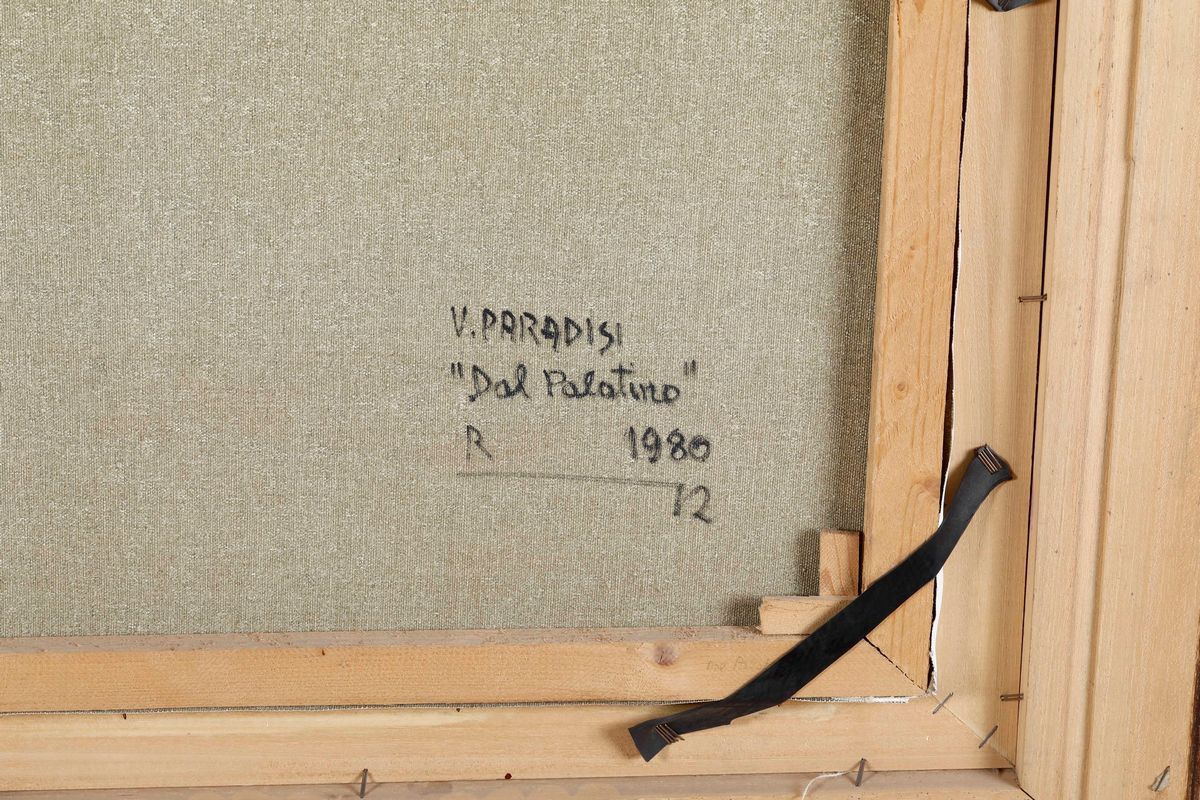 V. PARADISI
"Dal Palatino"
R 1980
12